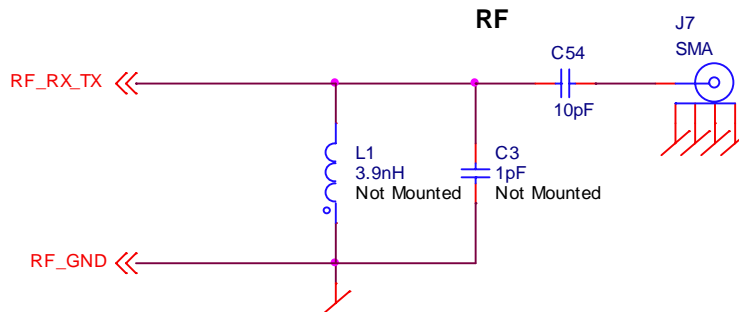 RF
J7
SMA
C54
10pF
RF_RX_TX
L1
3.9nH
Not Mounted
C3
1pF
Not Mounted
RF_GND